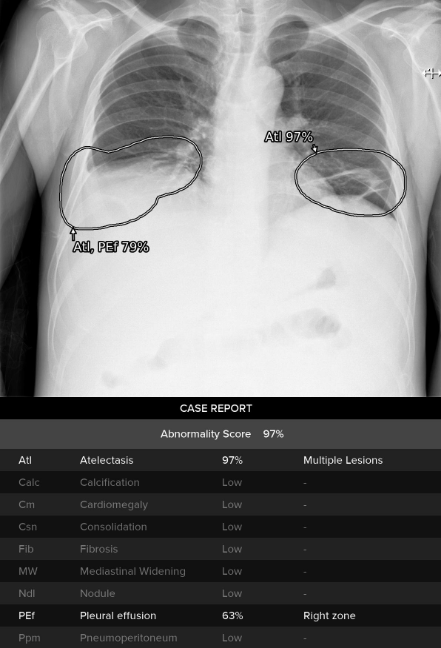 Atl 97%
Atl, PEf 79%
CASE REPORT
Abnormality Score 97%
Atl Atelectasis 97% Multiple Lesions
Calc Calcification Low -
Cm Cardiomegaly Low -
Csn Consolidation Low -
Fib Fibrosis Low -
MW Mediastinal Widening Low -
Ndl Nodule Low -
PEf Pleural effusion 63% Right zone
Ppm Pneumoperitoneum Low -